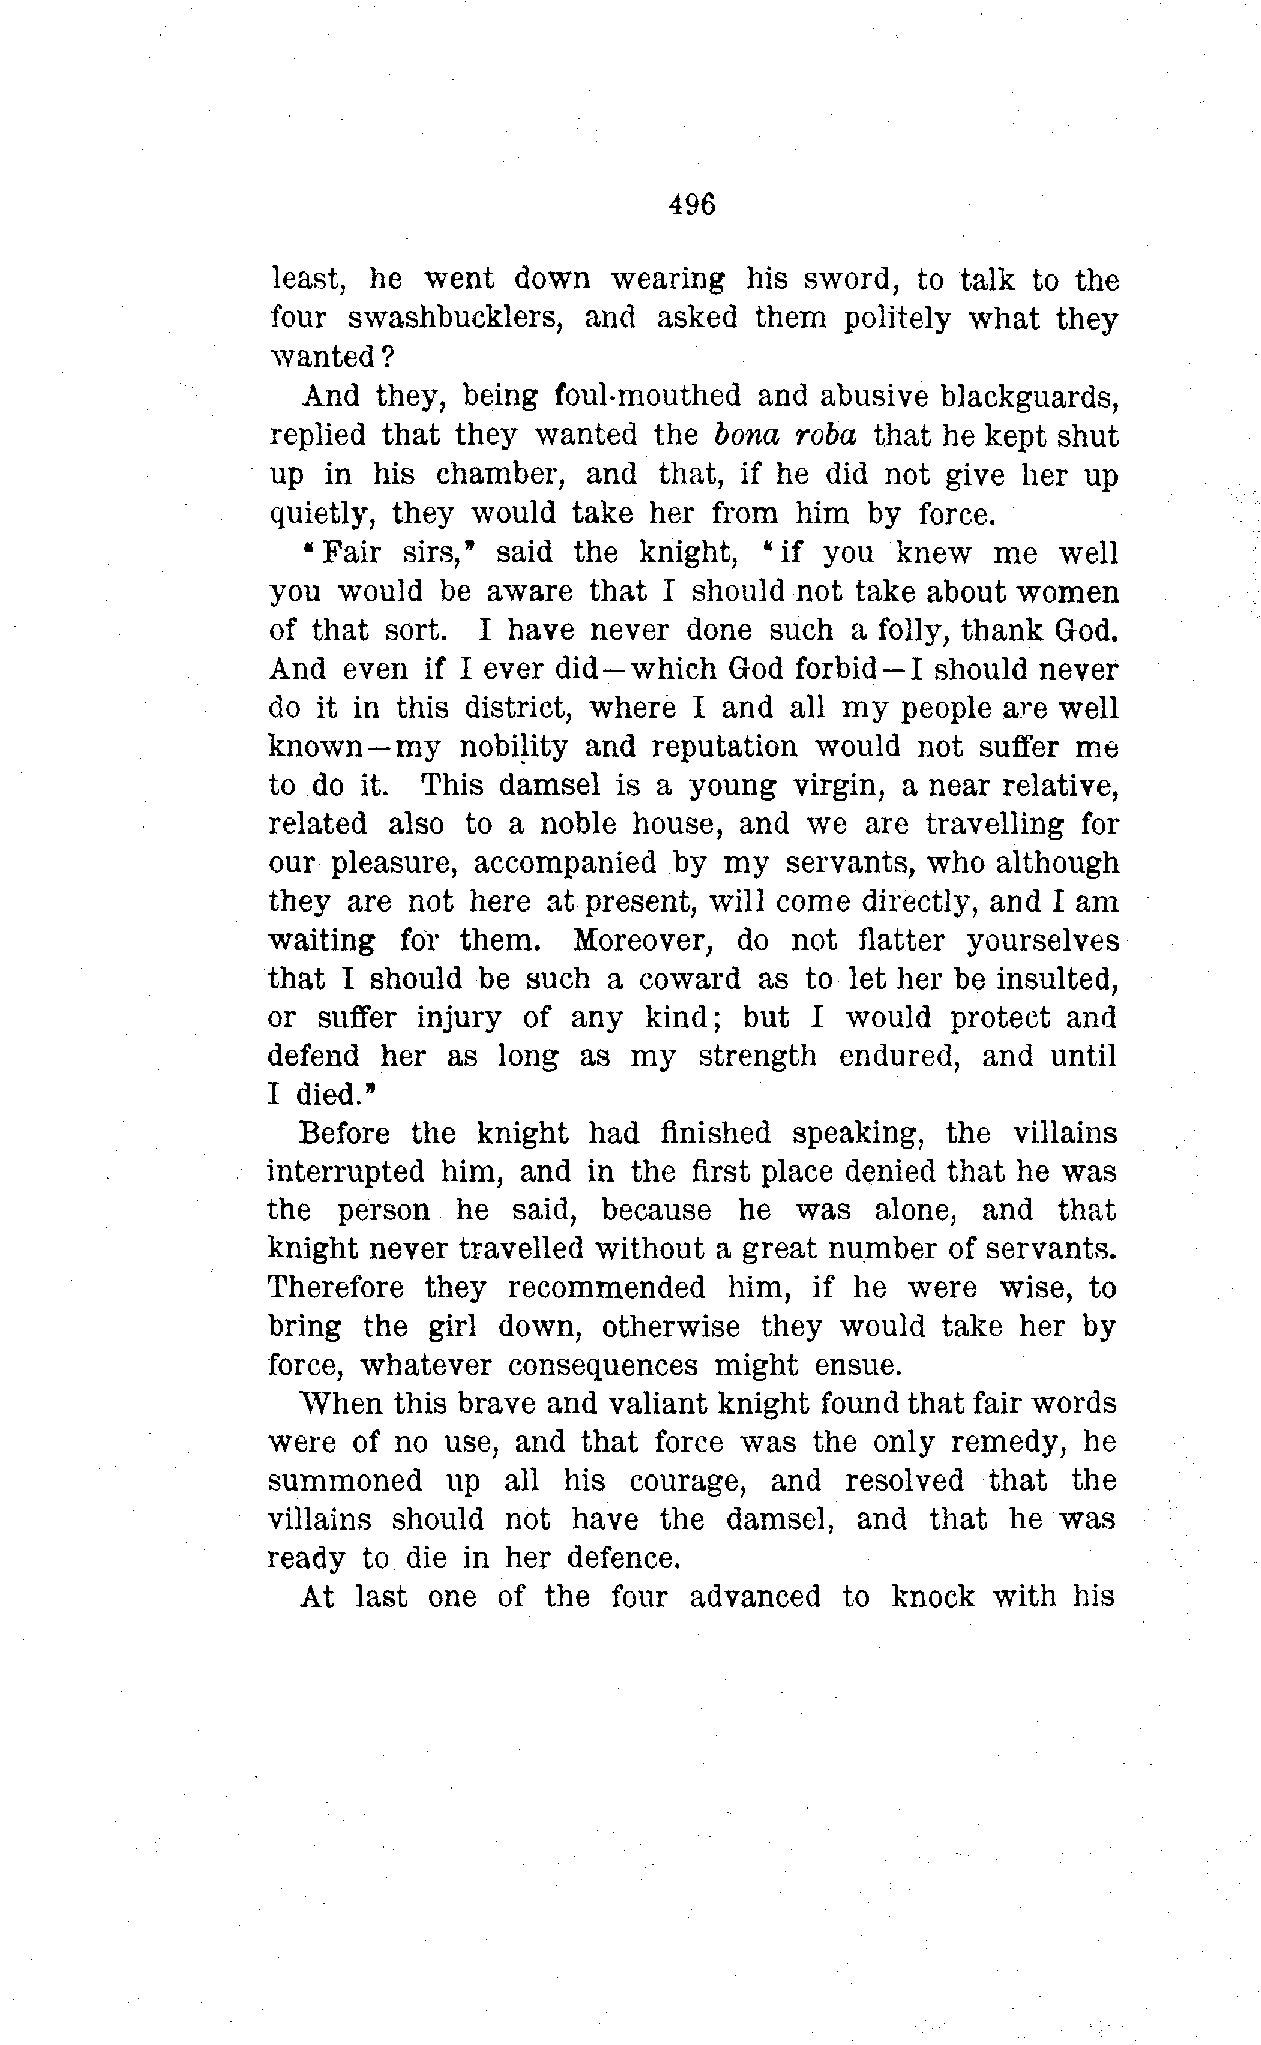 496
least, he went down wearing his sword, to talk to the
four swashbucklers, and asked them politely what they
wanted?
And they, being foul-mouthed and abusive blackguards,
replied that they wanted the bona roba that he kept shut
up in his chamber, and that, if he did not give her up
quietly, they would take her from him by force.
“Fair sirs,” said the knight, “if you knew me well
you would be aware that I should not take about women
of that sort. I have never done such a folly, thank God.
And even if I ever did—which God forbid—I should never
do it in this district, where I and all my people are well
known—my nobility and reputation would not suffer me
to do it. This damsel is a young virgin, a near relative,
related also to a noble house, and we are travelling for
our pleasure, accompanied by my servants, who although
they are not here at present, will come directly, and I am
waiting for them. Moreover, do not flatter yourselves
that I should be such a coward as to let her be insulted,
or suffer injury of any kind; but I would protect and
defend her as long as my strength endured, and until
I died.”
Before the knight had finished speaking, the villains
interrupted him, and in the first place denied that he was
the person he said, because he was alone, and that
knight never travelled without a great number of servants.
Therefore they recommended him, if he were wise, to
bring the girl down, otherwise they would take her by
force, whatever consequences might ensue.
When this brave and valiant knight found that fair words
were of no use, and that force was the only remedy, he
summoned up all his courage, and resolved that the
villains should not have the damsel, and that he was
ready to die in her defence.
At last one of the four advanced to knock with his